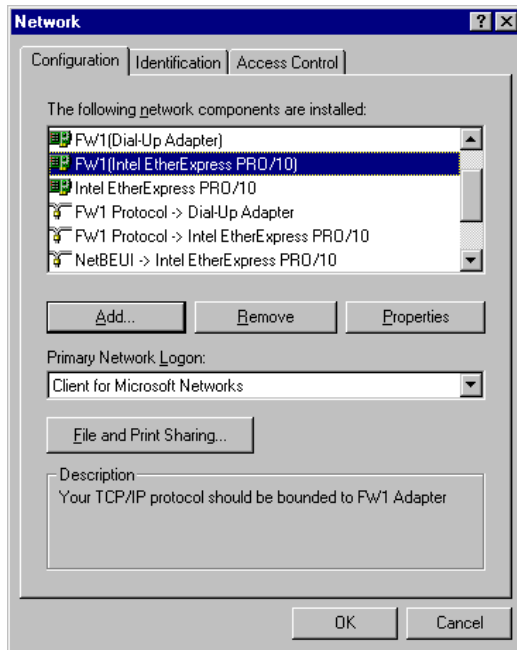 Network
Configuration Identification Access Control
The following network components are installed:
FW1(Dial-Up Adapter)
FW1(Intel EtherExpress PRO/10)
Intel EtherExpress PRO/10
FW1 Protocol -> Dial-Up Adapter
FW1 Protocol -> Intel EtherExpress PRO/10
NetBEUI -> Intel EtherExpress PRO/10
Add... Remove Properties
Primary Network Logon:
Client for Microsoft Networks
File and Print Sharing...
Description
Your TCP/IP protocol should be bounded to FW1 Adapter
OK Cancel